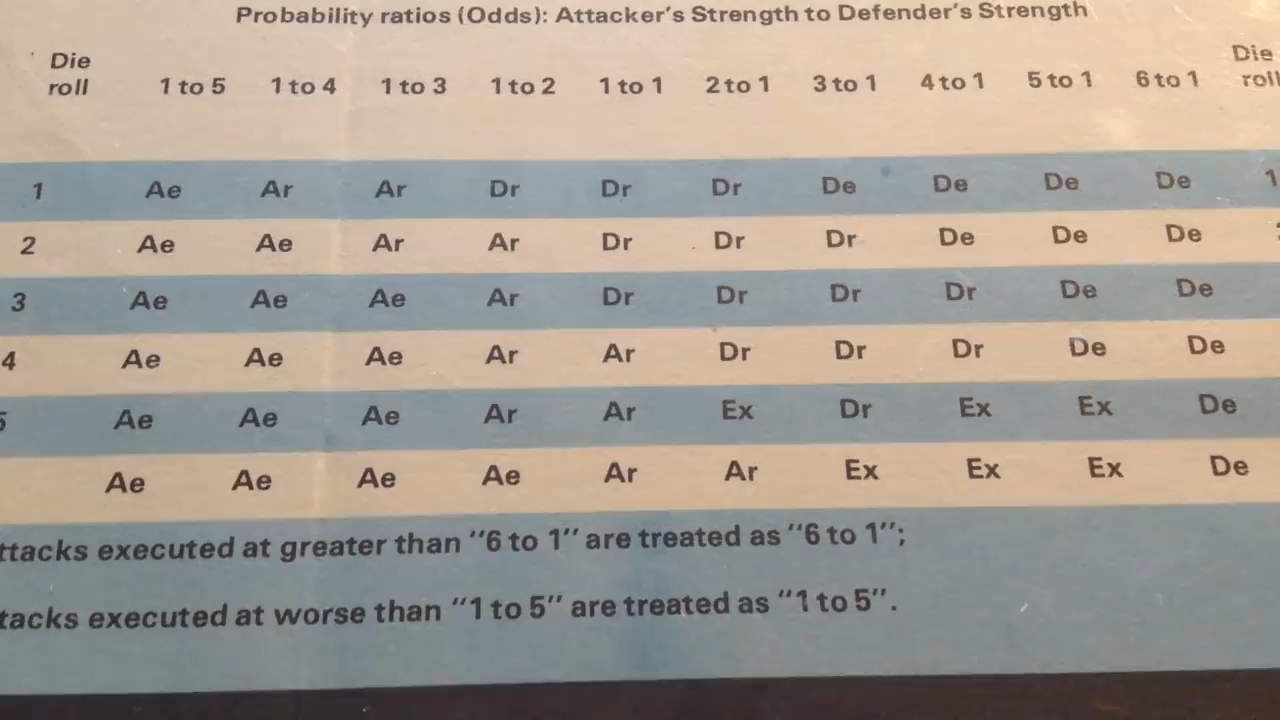 Probability ratios (Odds): Attacker's Strength to Defender's Strength
Die roll 1 to 5 1 to 4 1 to 3 1 to 2 1 to 1 2 to 1 3 to 1 4 to 1 5 to 1 6 to 1 Die roll
1 Ae Ar Ar Dr Dr Dr De De De De 1
2 Ae Ae Ar Ar Dr Dr Dr De De De
3 Ae Ae Ae Ar Dr Dr Dr Dr De De
4 Ae Ae Ae Ar Ar Dr Dr Dr De De
5 Ae Ae Ae Ar Ar Ex Dr Ex Ex De
Ae Ae Ae Ae Ar Ar Ex Ex Ex De
ttacks executed at greater than "6 to 1" are treated as "6 to 1";
tacks executed at worse than "1 to 5" are treated as "1 to 5".